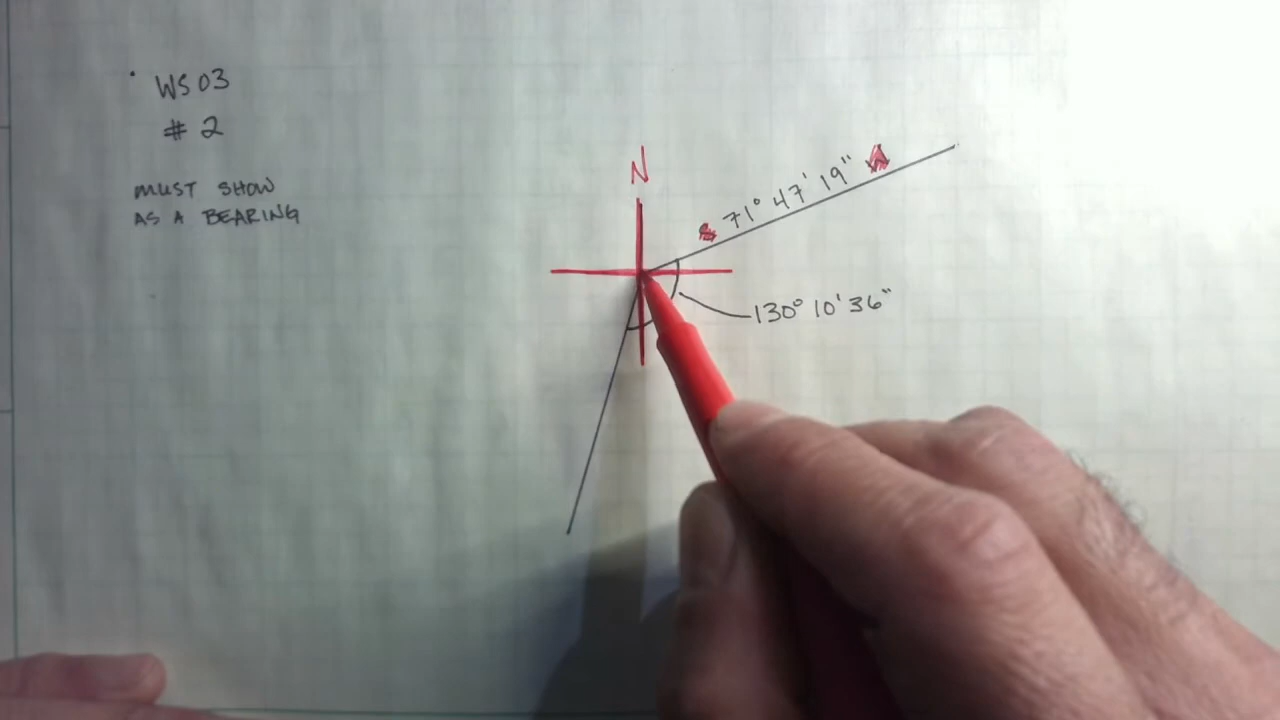 WS03
# 2
MUST SHOW
AS A BEARING
N
71° 47' 19"
130° 10' 36"